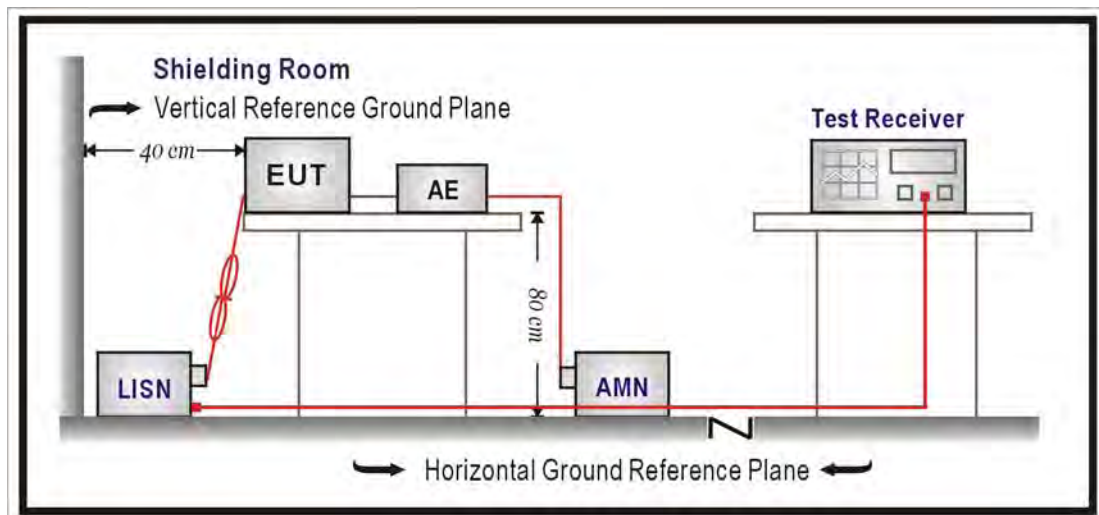 Shielding Room
Vertical Reference Ground Plane
Test Receiver
40 cm
EUT
AE
80 cm
LISN
AMN
Horizontal Ground Reference Plane